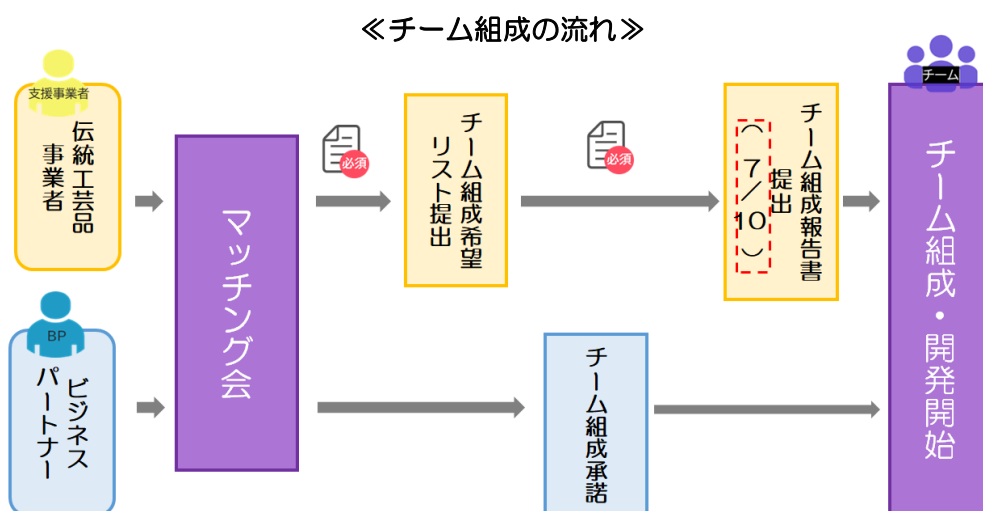 ≪チーム組成の流れ≫
支援事業者
伝統工芸品
事業者
BP
ビジネス
パートナー
マッチング会
必須
チーム組成希望
リスト提出
必須
チーム組成承諾
チーム組成報告書
提出
(7/10)
チーム
チーム組成・開発開始